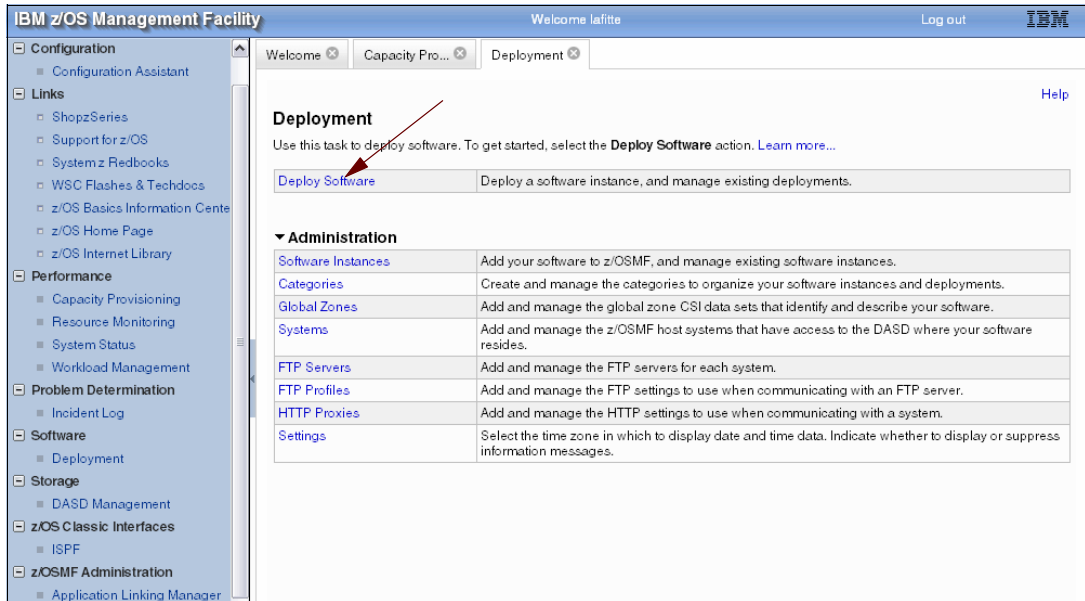 IBM z/OS Management Facility
Welcome lafitte
Log out
IBM
Configuration
Configuration Assistant
Links
ShopzSeries
Support for z/OS
System z Redbooks
WSC Flashes & Techdocs
z/OS Basics Information Cente
z/OS Home Page
z/OS Internet Library
Performance
Capacity Provisioning
Resource Monitoring
System Status
Workload Management
Problem Determination
Incident Log
Software
Deployment
Storage
DASD Management
z/OS Classic Interfaces
ISPF
z/OSMF Administration
Application Linking Manager
Welcome
Capacity Pro...
Deployment
Help
Deployment
Use this task to deploy software. To get started, select the Deploy Software action. Learn more...
Deploy Software Deploy a software instance, and manage existing deployments.
Administration
Software Instances Add your software to z/OSMF, and manage existing software instances.
Categories Create and manage the categories to organize your software instances and deployments.
Global Zones Add and manage the global zone CSI data sets that identify and describe your software.
Systems Add and manage the z/OSMF host systems that have access to the DASD where your software
resides.
FTP Servers Add and manage the FTP servers for each system.
FTP Profiles Add and manage the FTP settings to use when communicating with an FTP server.
HTTP Proxies Add and manage the HTTP settings to use when communicating with a system.
Settings Select the time zone in which to display date and time data. Indicate whether to display or suppress
information messages.